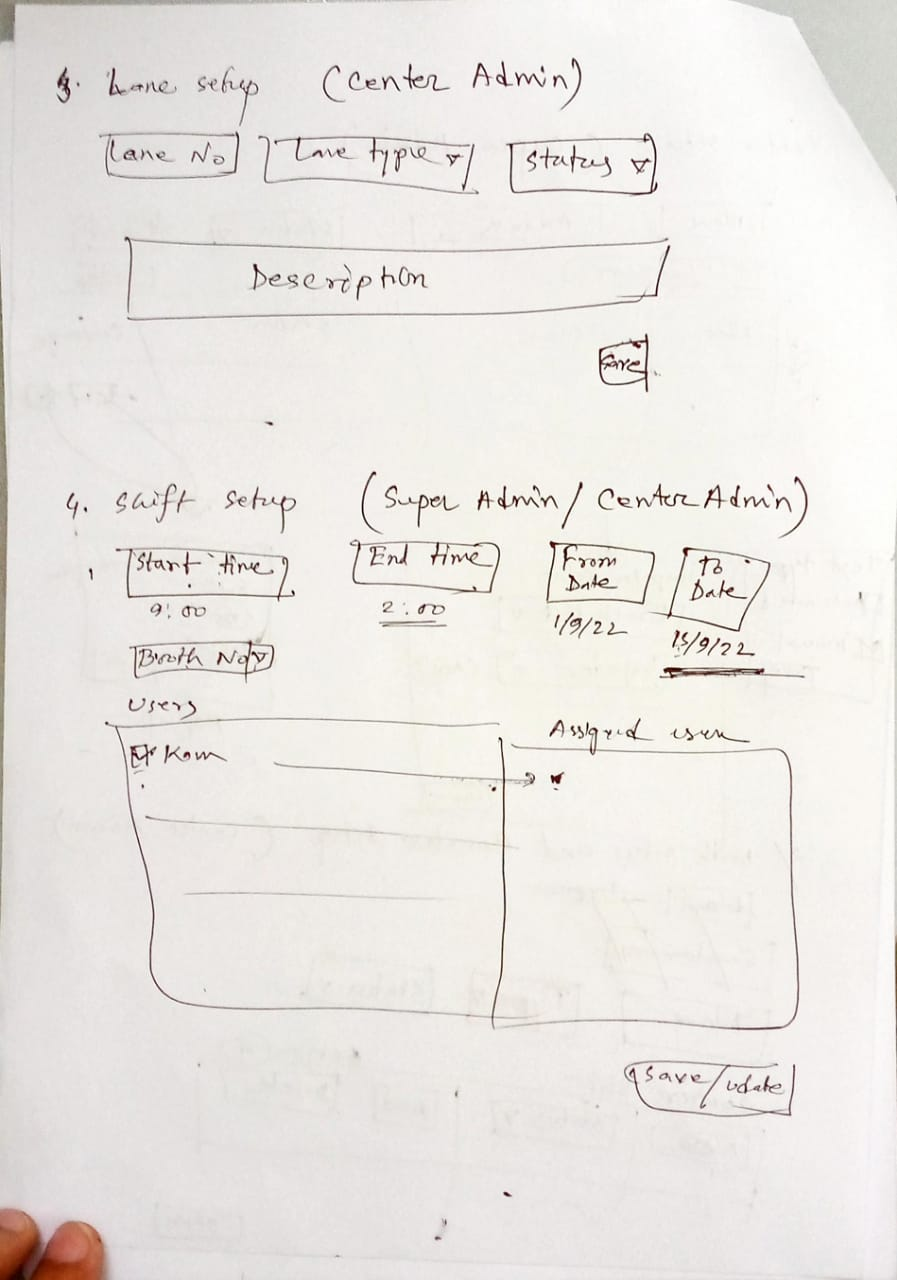 3. Lane setup (Center Admin)
Lane No Lane type Status
Description
Save
4. Shift setup (Super Admin / Center Admin)
Start time End time From Date To Date
9:00 2:00 1/9/22 15/9/22
Booth No
Users Assigned user
Kam
Save/Udate